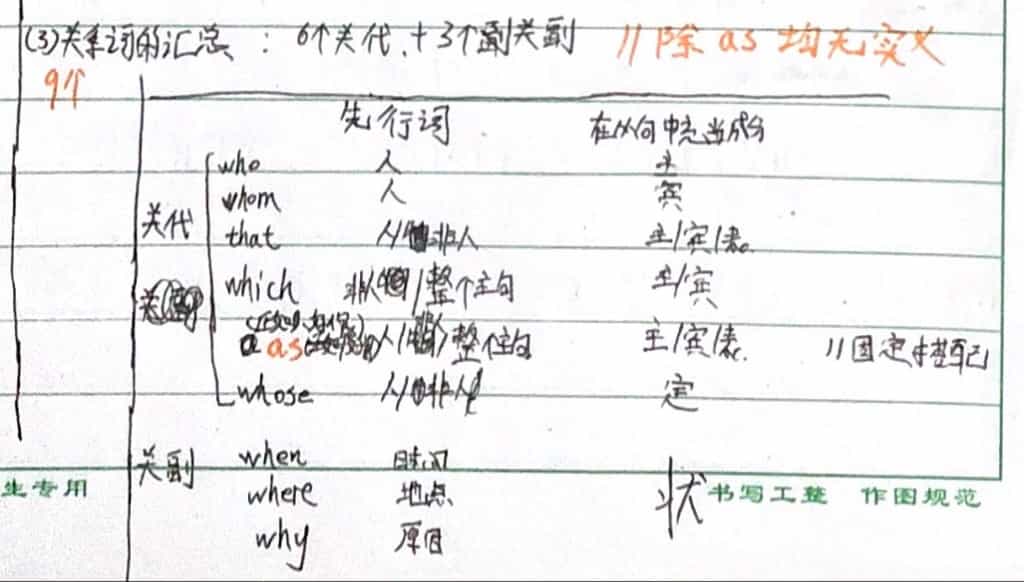 (3)关系词的汇总 : 6个关代 + 3个关副 // 除 as 均无实义
9个
先行词 在从句中充当成分
who 人 主
whom 人 宾
关代
that 人/非人 主/宾/表
which 非人/整个主句 主/宾
关
as 人/ 整个主句 主/宾/表 // 固定搭配
whose 人/非人 定
关副 when 时间
where 地点 状
why 原因
生专用 书写工整 作图规范